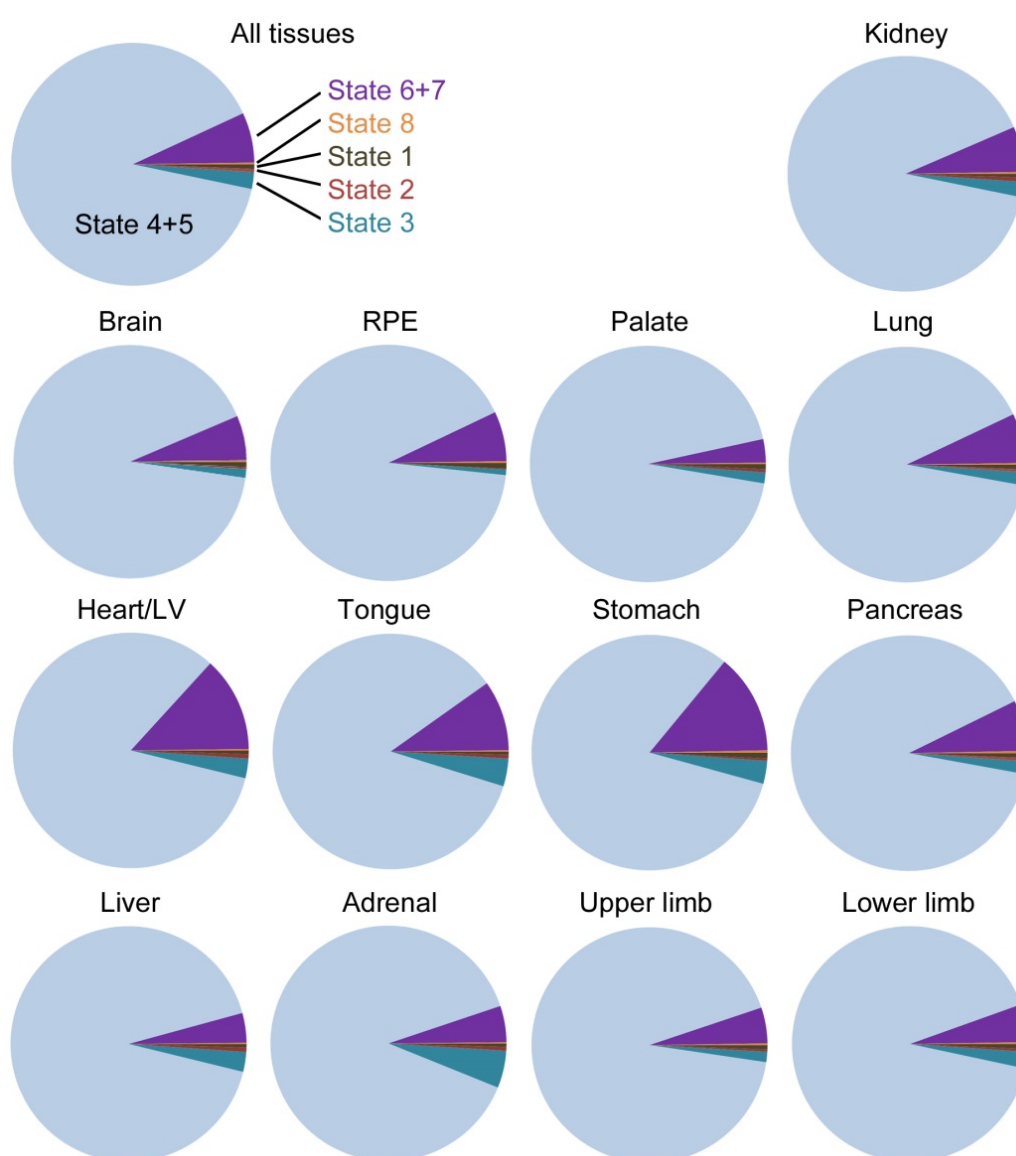 All tissues
Kidney
State 6+7
State 8
State 1
State 2
State 3
State 4+5
Brain
RPE
Palate
Lung
Heart/LV
Tongue
Stomach
Pancreas
Liver
Adrenal
Upper limb
Lower limb